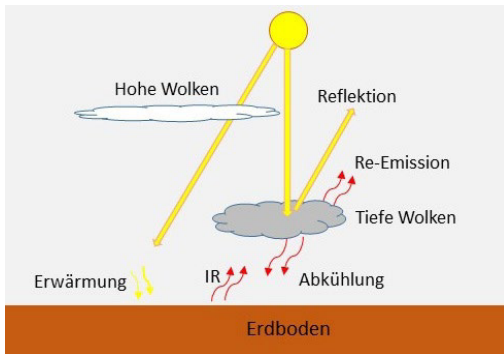 Hohe Wolken
Reflektion
Re-Emission
Tiefe Wolken
Erwärmung
IR
Abkühlung
Erdboden